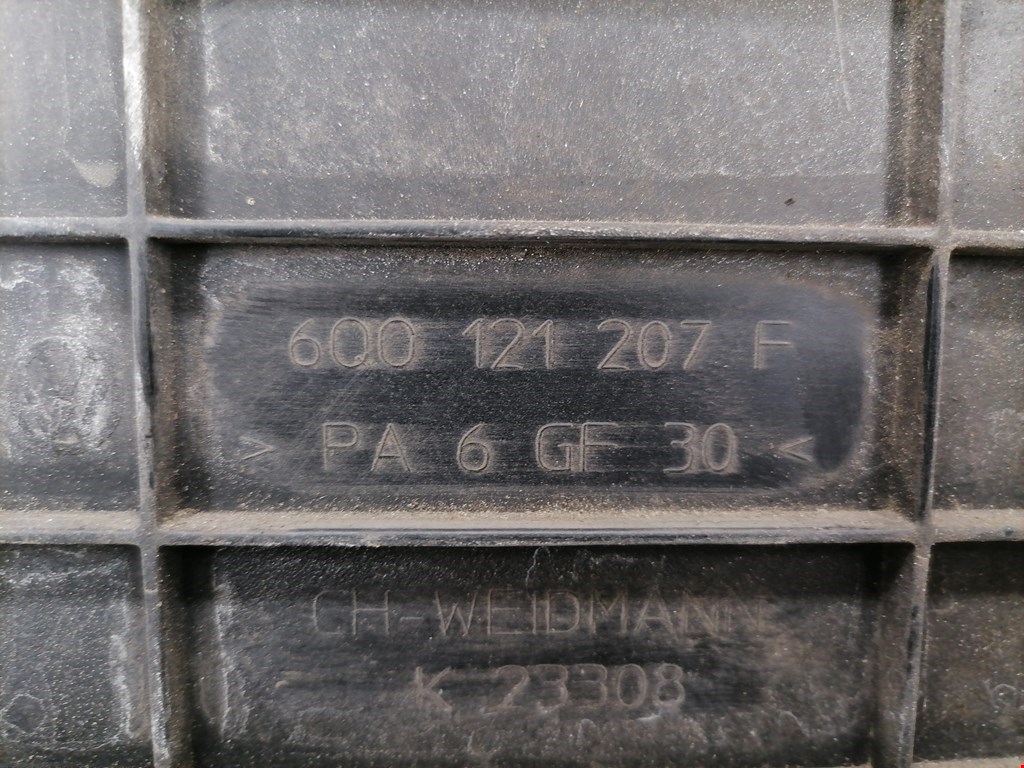 6Q0 121 207 F
> PA 6 GF 30 <
CH-WEIDMANN
K 23308